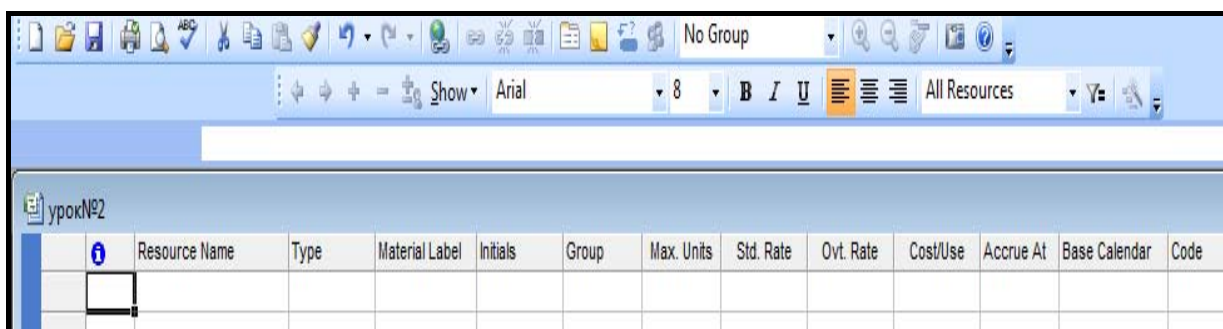 ABC No Group
Show Arial 8 B I U All Resources
урок№2
Resource Name Type Material Label Initials Group Max. Units Std. Rate Ovt. Rate Cost/Use Accrue At Base Calendar Code